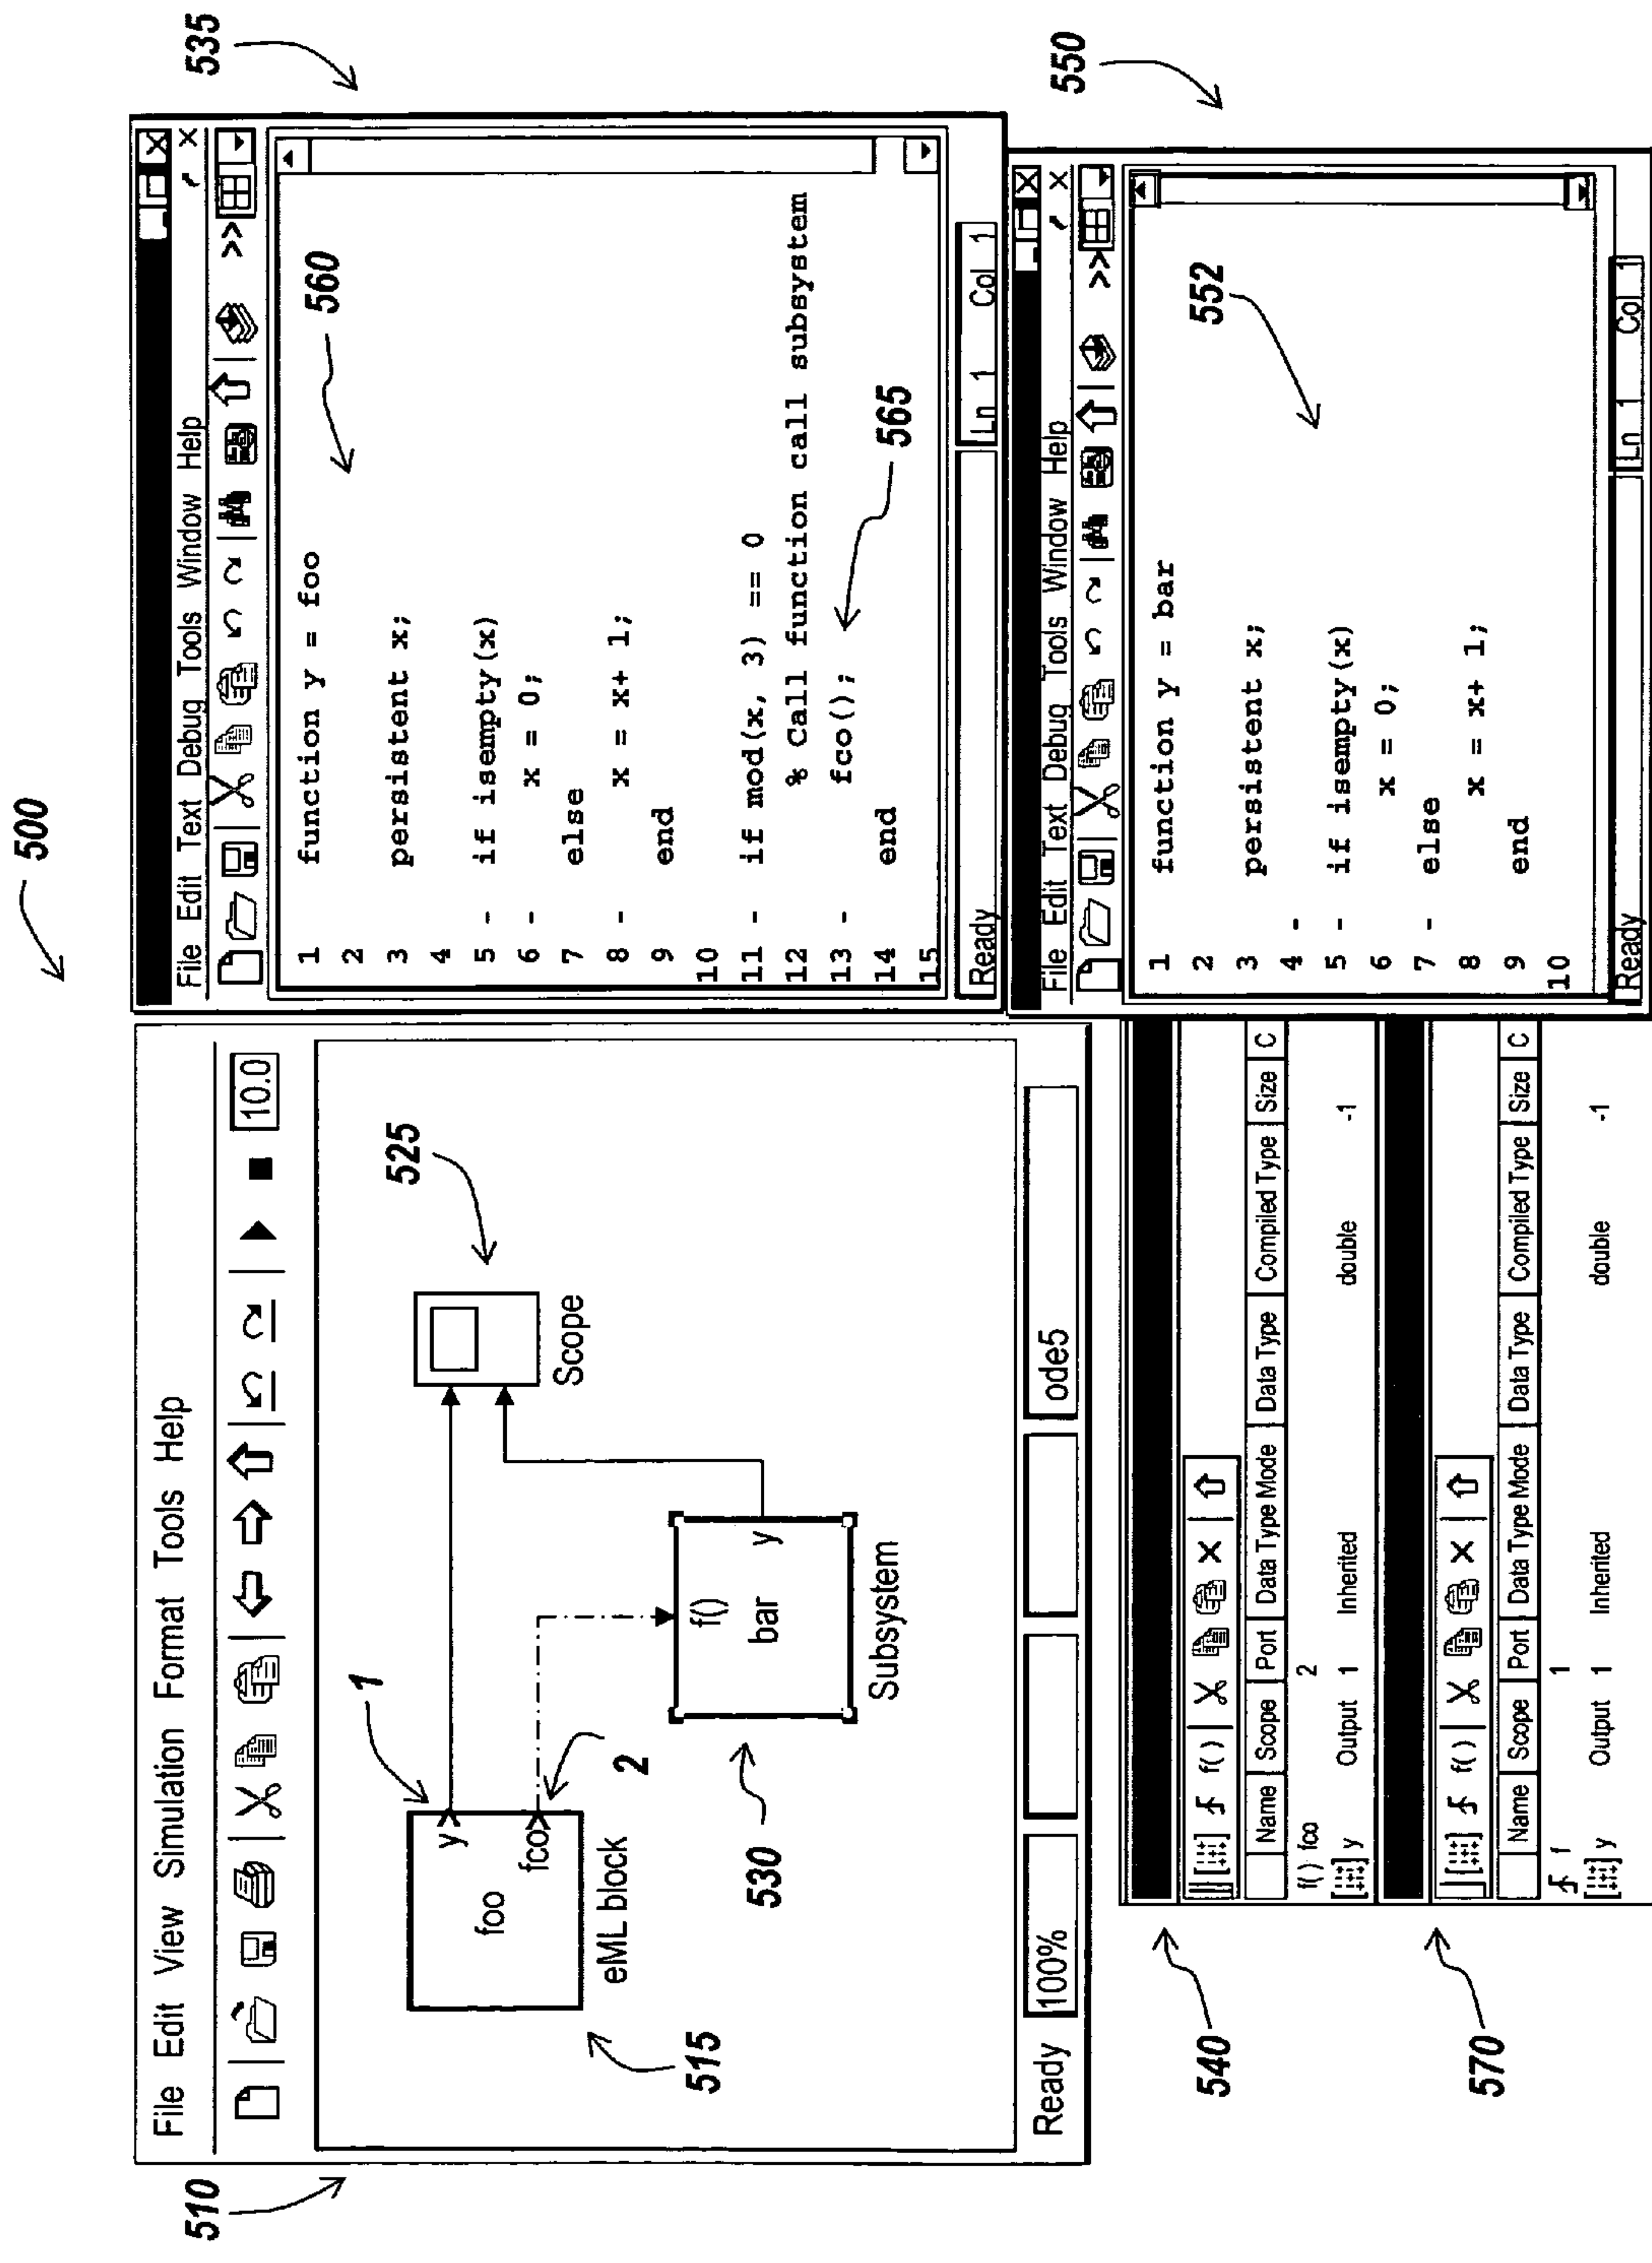 500
510
File Edit View Simulation Format Tools Help
10.0
1
525
y
foo
fco
eML block
Scope
2
515
530
f()
bar
y
Subsystem
Ready 100% ode5
535
File Edit Text Debug Tools Window Help
>>
560
1 function y = foo
2
3 persistent x;
4
5 - if isempty(x)
6 - x = 0;
7 else
8 - x = x+ 1;
9 end
10
11 - if mod(x, 3) == 0
12 % Call function call subsystem
13 - fco();
14 end
15
565
Ready Ln 1 Col 1
550
File Edit Text Debug Tools Window Help
>>
552
1 function y = bar
2
3 persistent x;
4 -
5 - if isempty(x)
6 x = 0;
7 - else
8 x = x+ 1;
9 end
10
Ready Ln 1 Col 1
540
f()
Name Scope Port Data Type Mode Data Type Compiled Type Size C
f() fco 2
y Output 1 Inherited double -1
570
f()
Name Scope Port Data Type Mode Data Type Compiled Type Size C
f 1
y Output 1 Inherited double -1